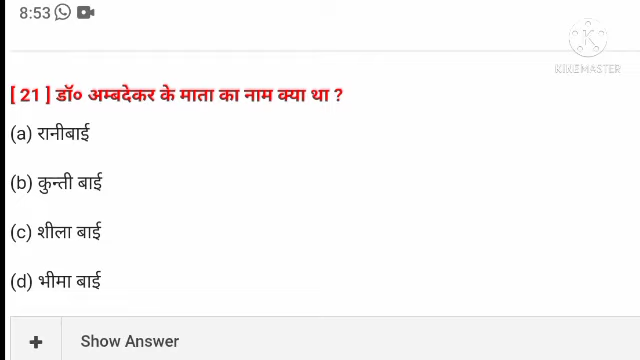 8:53
KINEMASTER
[ 21 ] डॉ० अम्बदेकर के माता का नाम क्या था ?
(a) रानीबाई
(b) कुन्ती बाई
(c) शीला बाई
(d) भीमा बाई
+ Show Answer